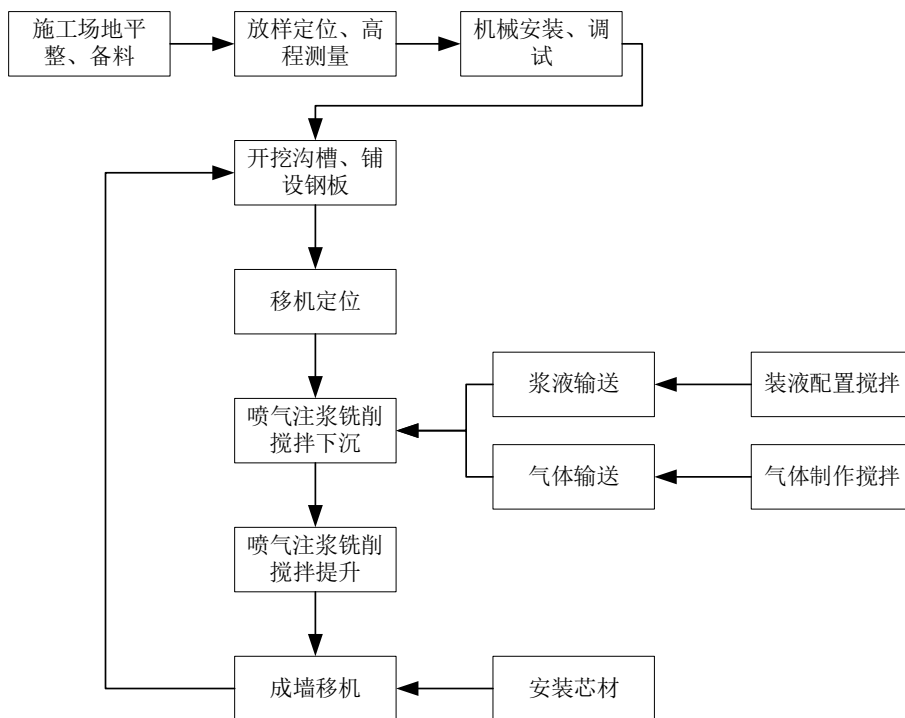 施工场地平
整、备料
放样定位、高
程测量
机械安装、调
试
开挖沟槽、铺
设钢板
移机定位
浆液输送
装液配置搅拌
喷气注浆铣削
搅拌下沉
气体输送
气体制作搅拌
喷气注浆铣削
搅拌提升
成墙移机
安装芯材